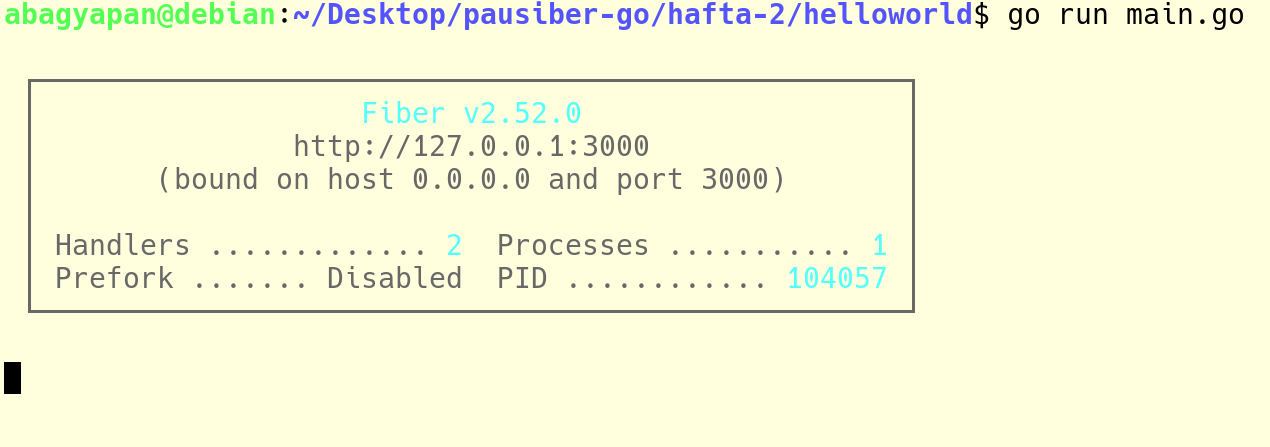 abagyapan@debian:~/Desktop/pausiber-go/hafta-2/helloworld$ go run main.go
Fiber v2.52.0
http://127.0.0.1:3000
(bound on host 0.0.0.0 and port 3000)
Handlers ............. 2  Processes ........... 1
Prefork ....... Disabled  PID ............ 104057